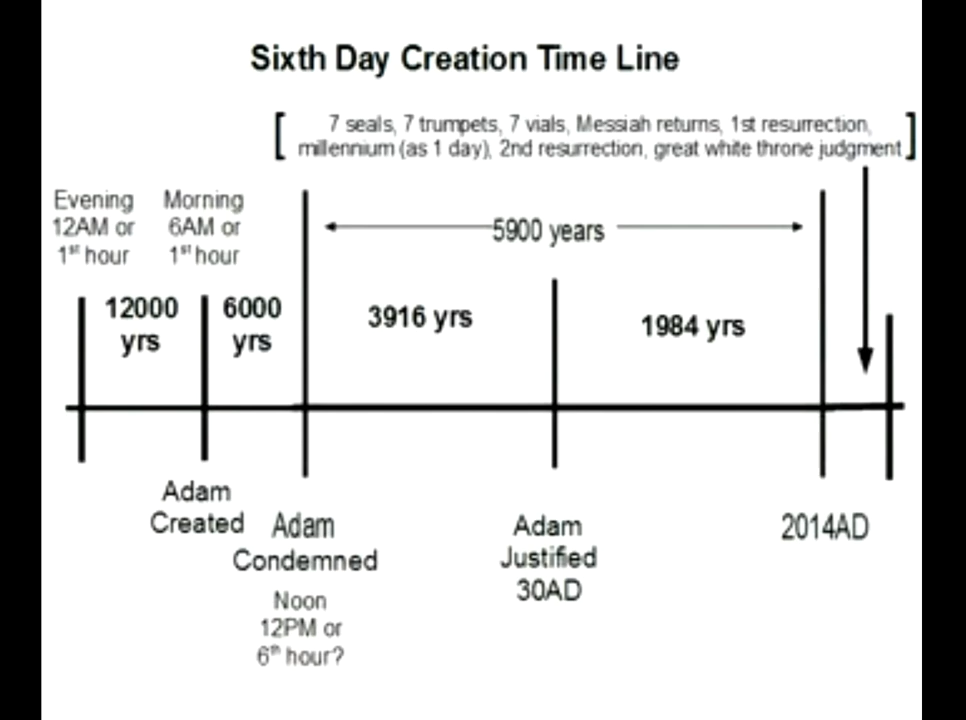 Sixth Day Creation Time Line
[ 7 seals, 7 trumpets, 7 vials, Messiah returns, 1st resurrection,
millennium (as 1 day), 2nd resurrection, great white throne judgment ]
Evening
12AM or
1st hour
Morning
6AM or
1st hour
5900 years
12000
yrs
6000
yrs
3916 yrs
1984 yrs
Adam
Created
Adam
Condemned
Noon
12PM or
6th hour?
Adam
Justified
30AD
2014AD